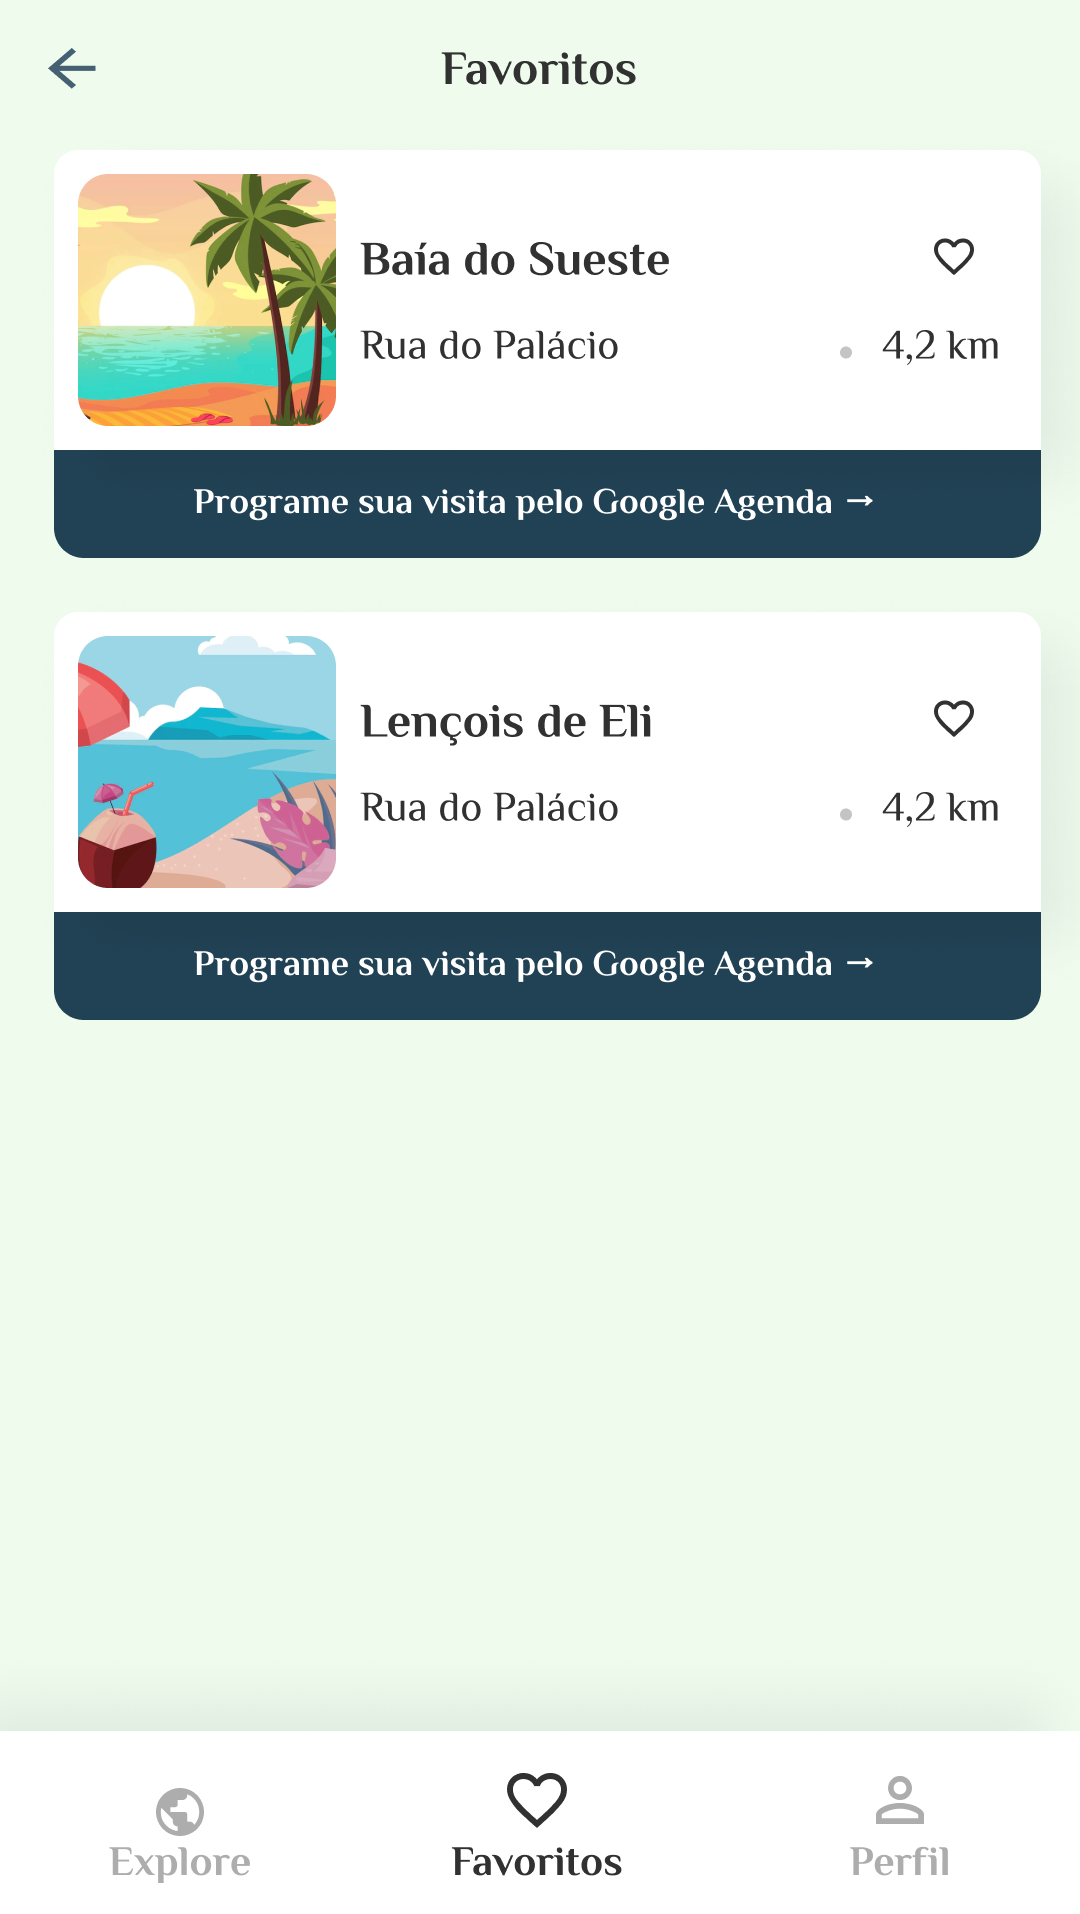 Favoritos
Baía do Sueste
Rua do Palácio • 4,2 km
Programe sua visita pelo Google Agenda →
Lençois de Eli
Rua do Palácio • 4,2 km
Programe sua visita pelo Google Agenda →
Explore Favoritos Perfil